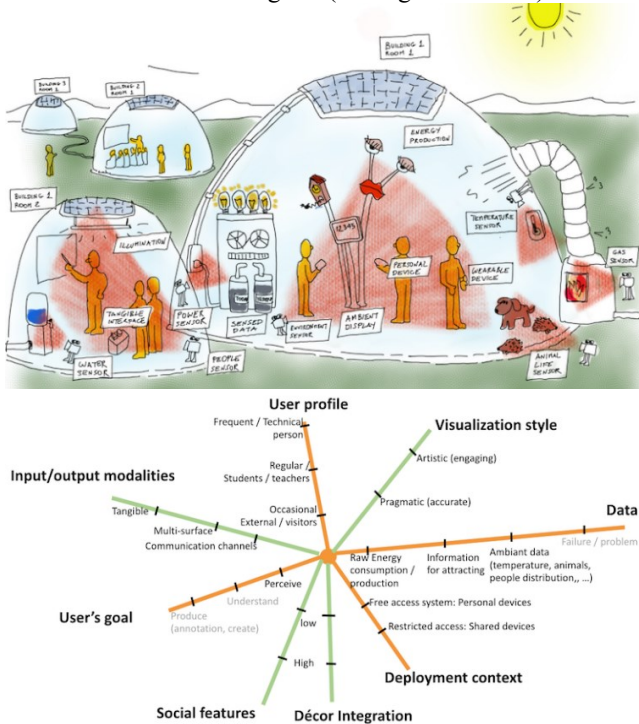 BUILDING 1
ROOM 1
BUILDING 3
ROOM 1
BUILDING 2
ROOM 1
ENERGY
PRODUCTION
BUILDING 1
ROOM 2
TEMPERATURE
SENSOR
ILLUMINATION
GAS
SENSOR
PERSONAL
DEVICE
WEARABLE
DEVICE
TANGIBLE
INTERFACE
POWER
SENSOR
SENSED
DATA
ENVIRONMENT
SENSOR
AMBIENT
DISPLAY
WATER
SENSOR
PEOPLE
SENSOR
ANIMAL
LIKE
SENSOR
User profile
Frequent / Technical
person
Visualization style
Artistic (engaging)
Regular /
Students / teachers
Input/output modalities
Pragmatic (accurate)
Tangible
Occasional
External / visitors
Data
Multi-surface
Communication channels
Raw Energy
consumption /
production
Information
for attracting
Ambiant data
(temperature, animals,
people distribution,, ...)
Failure / problem
Perceive
Understand
User's goal
Produce
(annotation, create)
Free access system: Personal devices
low
Restricted access: Shared devices
High
Deployment context
Social features
Décor Integration